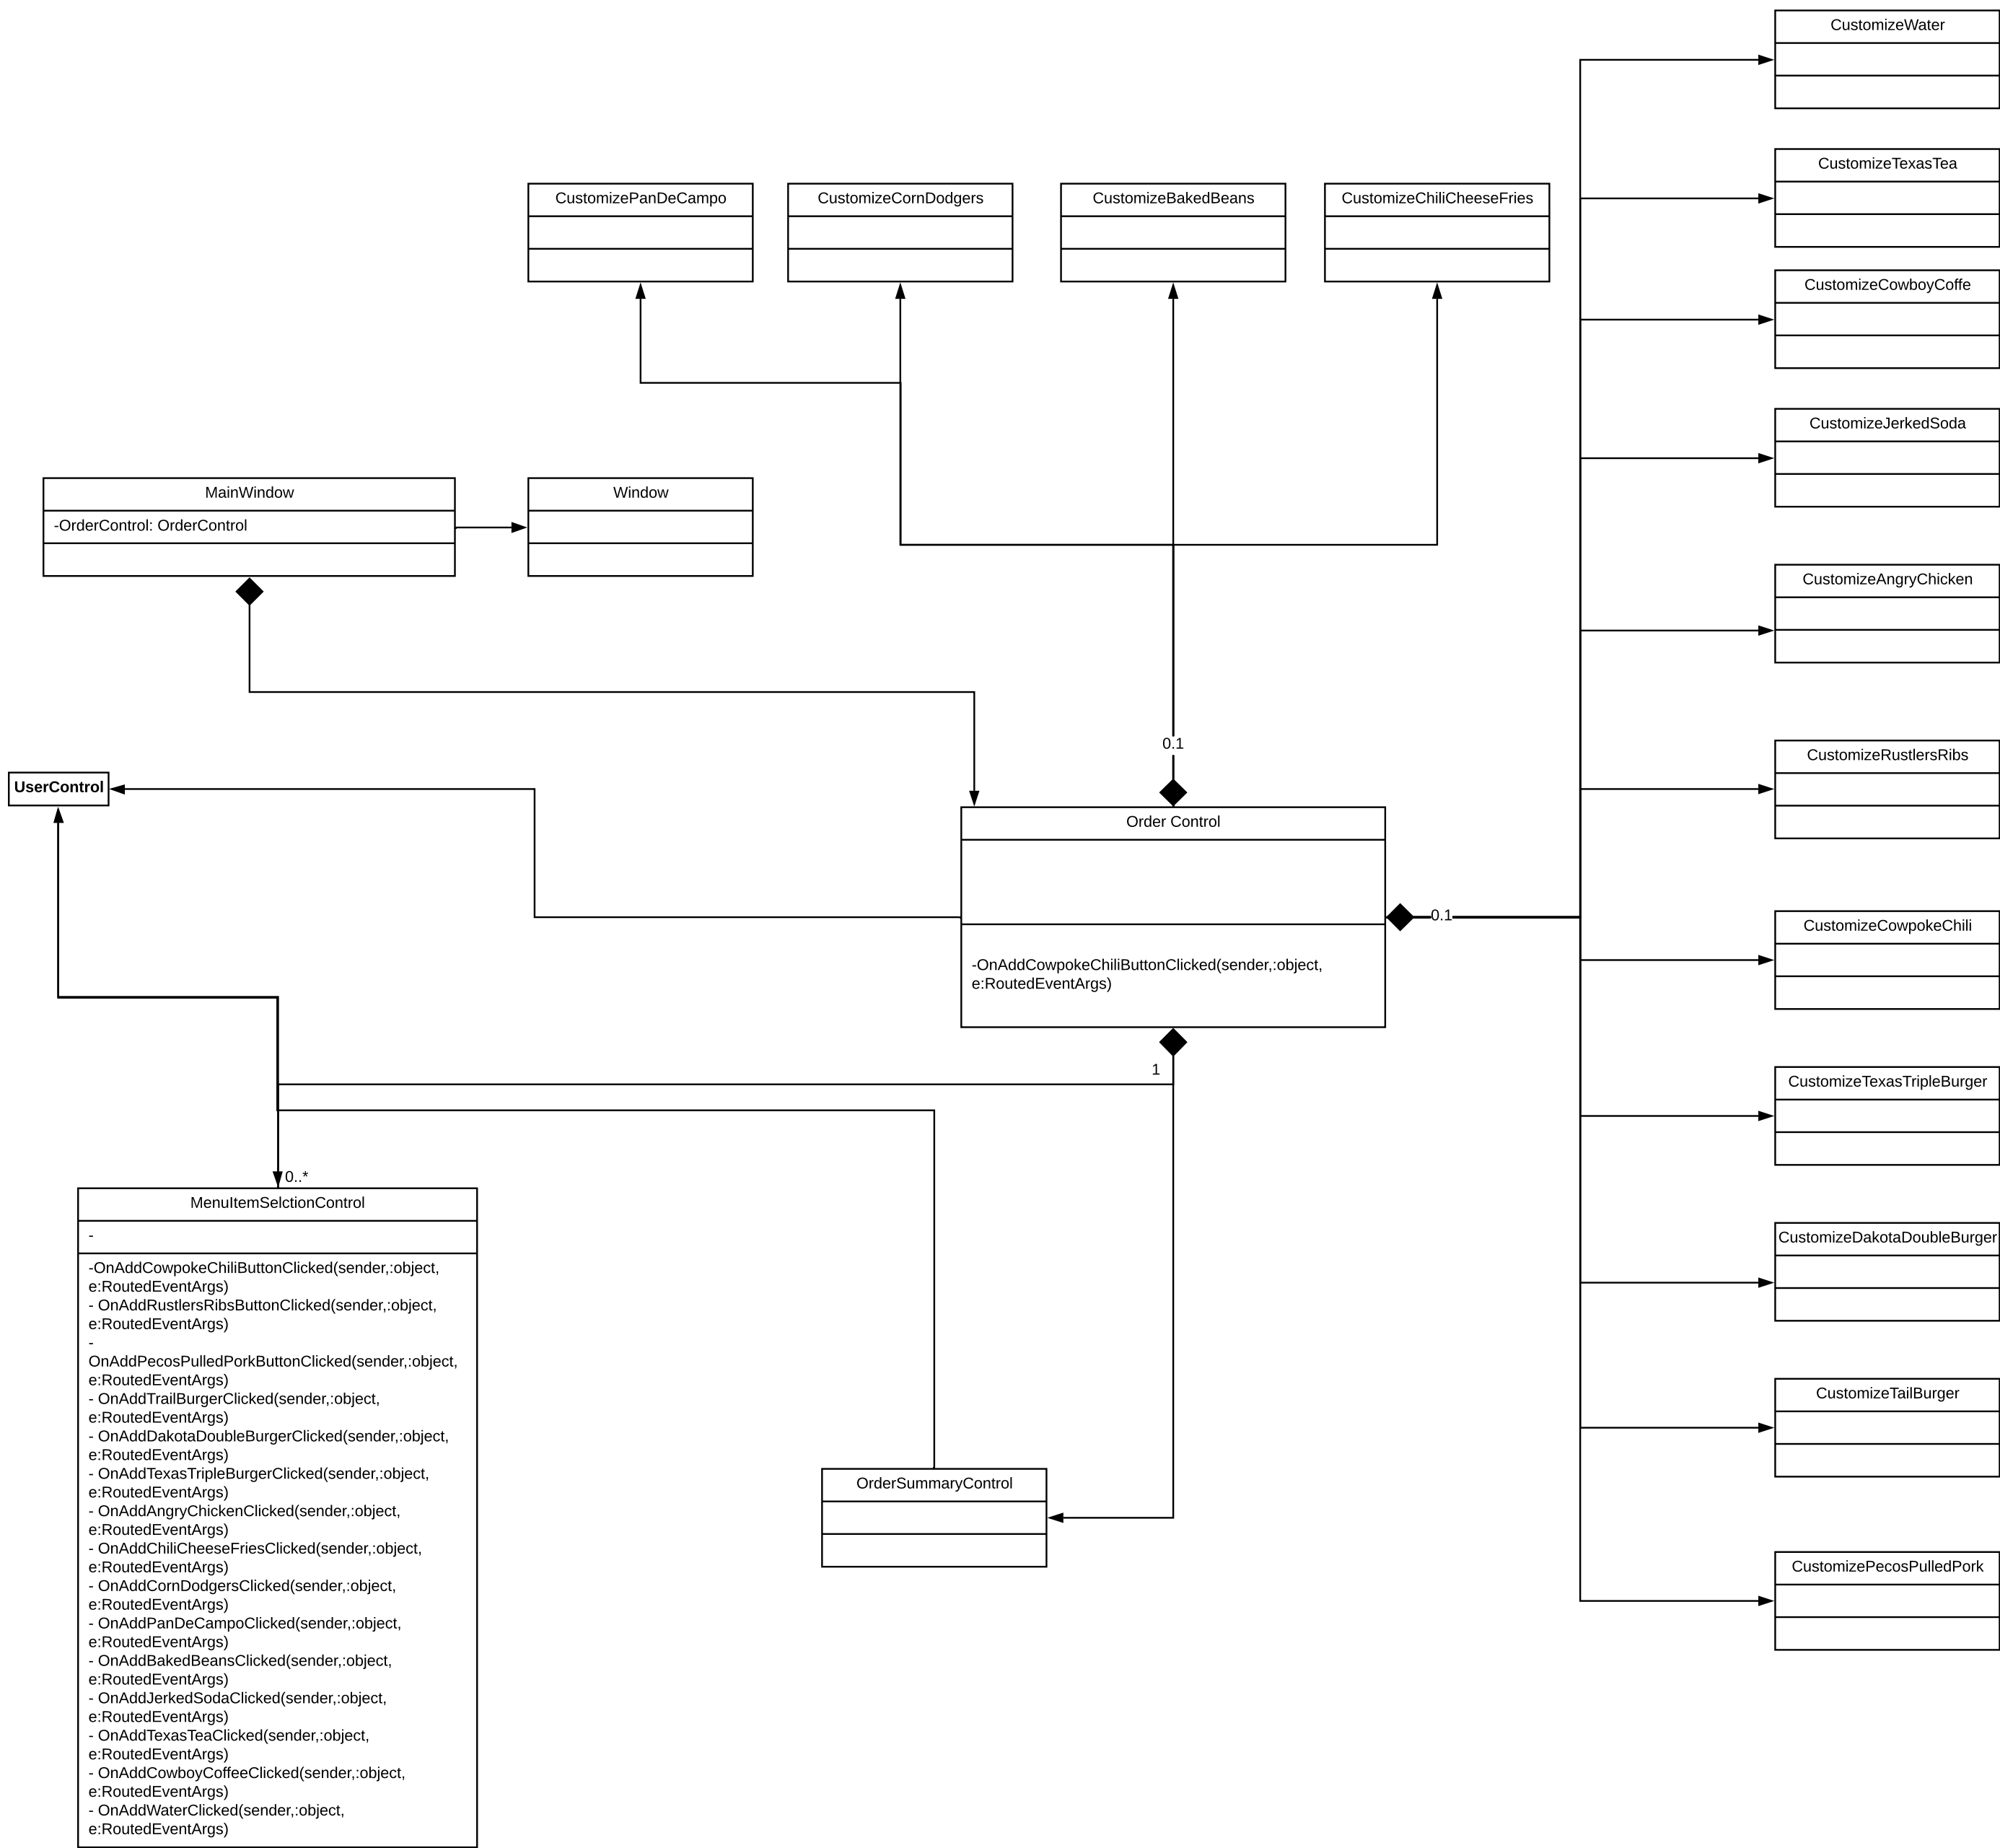 CustomizeWater
CustomizeTexasTea
CustomizePanDeCampo
CustomizeCornDodgers
CustomizeBakedBeans
CustomizeChiliCheeseFries
CustomizeCowboyCoffe
CustomizeJerkedSoda
MainWindow
-OrderControl: OrderControl
Window
CustomizeAngryChicken
0.1
UserControl
CustomizeRustlersRibs
Order Control
-OnAddCowpokeChiliButtonClicked(sender,:object,
e:RoutedEventArgs)
0.1
CustomizeCowpokeChili
1
CustomizeTexasTripleBurger
0..*
MenuItemSelctionControl
-
-OnAddCowpokeChiliButtonClicked(sender,:object,
e:RoutedEventArgs)
- OnAddRustlersRibsButtonClicked(sender,:object,
e:RoutedEventArgs)
-
OnAddPecosPulledPorkButtonClicked(sender,:object,
e:RoutedEventArgs)
- OnAddTrailBurgerClicked(sender,:object,
e:RoutedEventArgs)
- OnAddDakotaDoubleBurgerClicked(sender,:object,
e:RoutedEventArgs)
- OnAddTexasTripleBurgerClicked(sender,:object,
e:RoutedEventArgs)
- OnAddAngryChickenClicked(sender,:object,
e:RoutedEventArgs)
- OnAddChiliCheeseFriesClicked(sender,:object,
e:RoutedEventArgs)
- OnAddCornDodgersClicked(sender,:object,
e:RoutedEventArgs)
- OnAddPanDeCampoClicked(sender,:object,
e:RoutedEventArgs)
- OnAddBakedBeansClicked(sender,:object,
e:RoutedEventArgs)
- OnAddJerkedSodaClicked(sender,:object,
e:RoutedEventArgs)
- OnAddTexasTeaClicked(sender,:object,
e:RoutedEventArgs)
- OnAddCowboyCoffeeClicked(sender,:object,
e:RoutedEventArgs)
- OnAddWaterClicked(sender,:object,
e:RoutedEventArgs)
OrderSummaryControl
CustomizeDakotaDoubleBurger
CustomizeTailBurger
CustomizePecosPulledPork